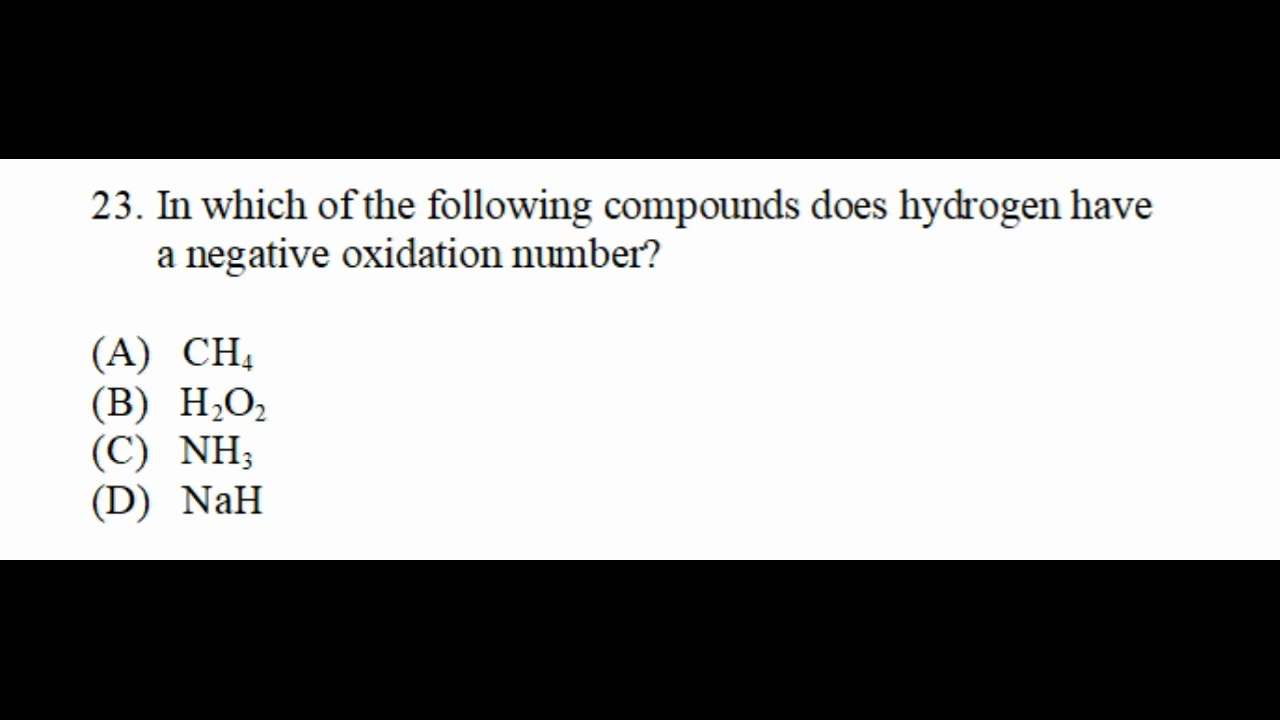 23. In which of the following compounds does hydrogen have
a negative oxidation number?
(A) CH₄
(B) H₂O₂
(C) NH₃
(D) NaH